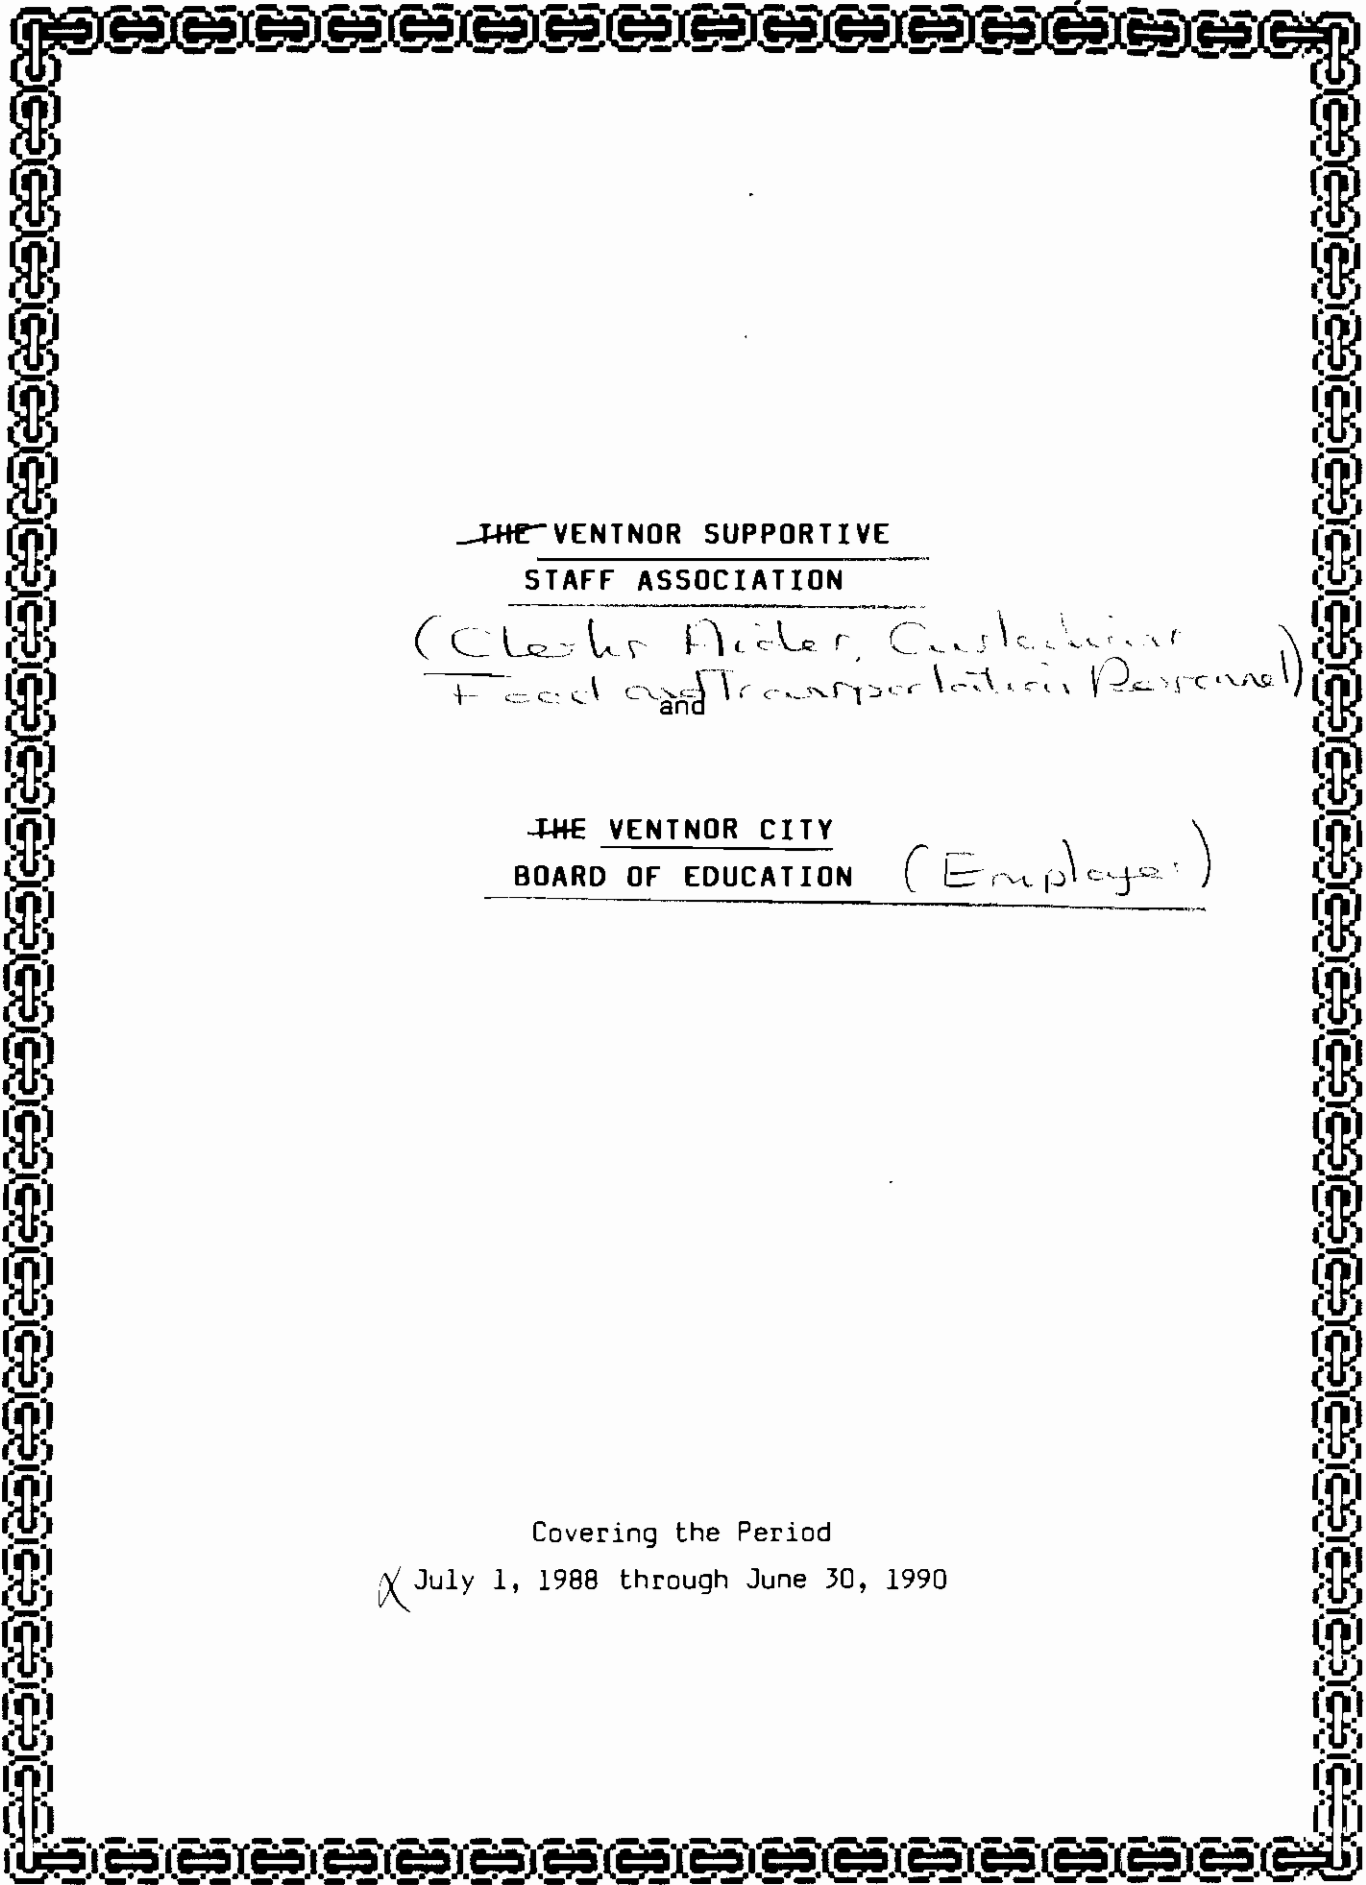 THE VENTNOR SUPPORTIVE
STAFF ASSOCIATION
(Clerks Aides, Custodians
Food and Transportation Personnel)
and
THE VENTNOR CITY
BOARD OF EDUCATION (Employer)
Covering the Period
X July 1, 1988 through June 30, 1990